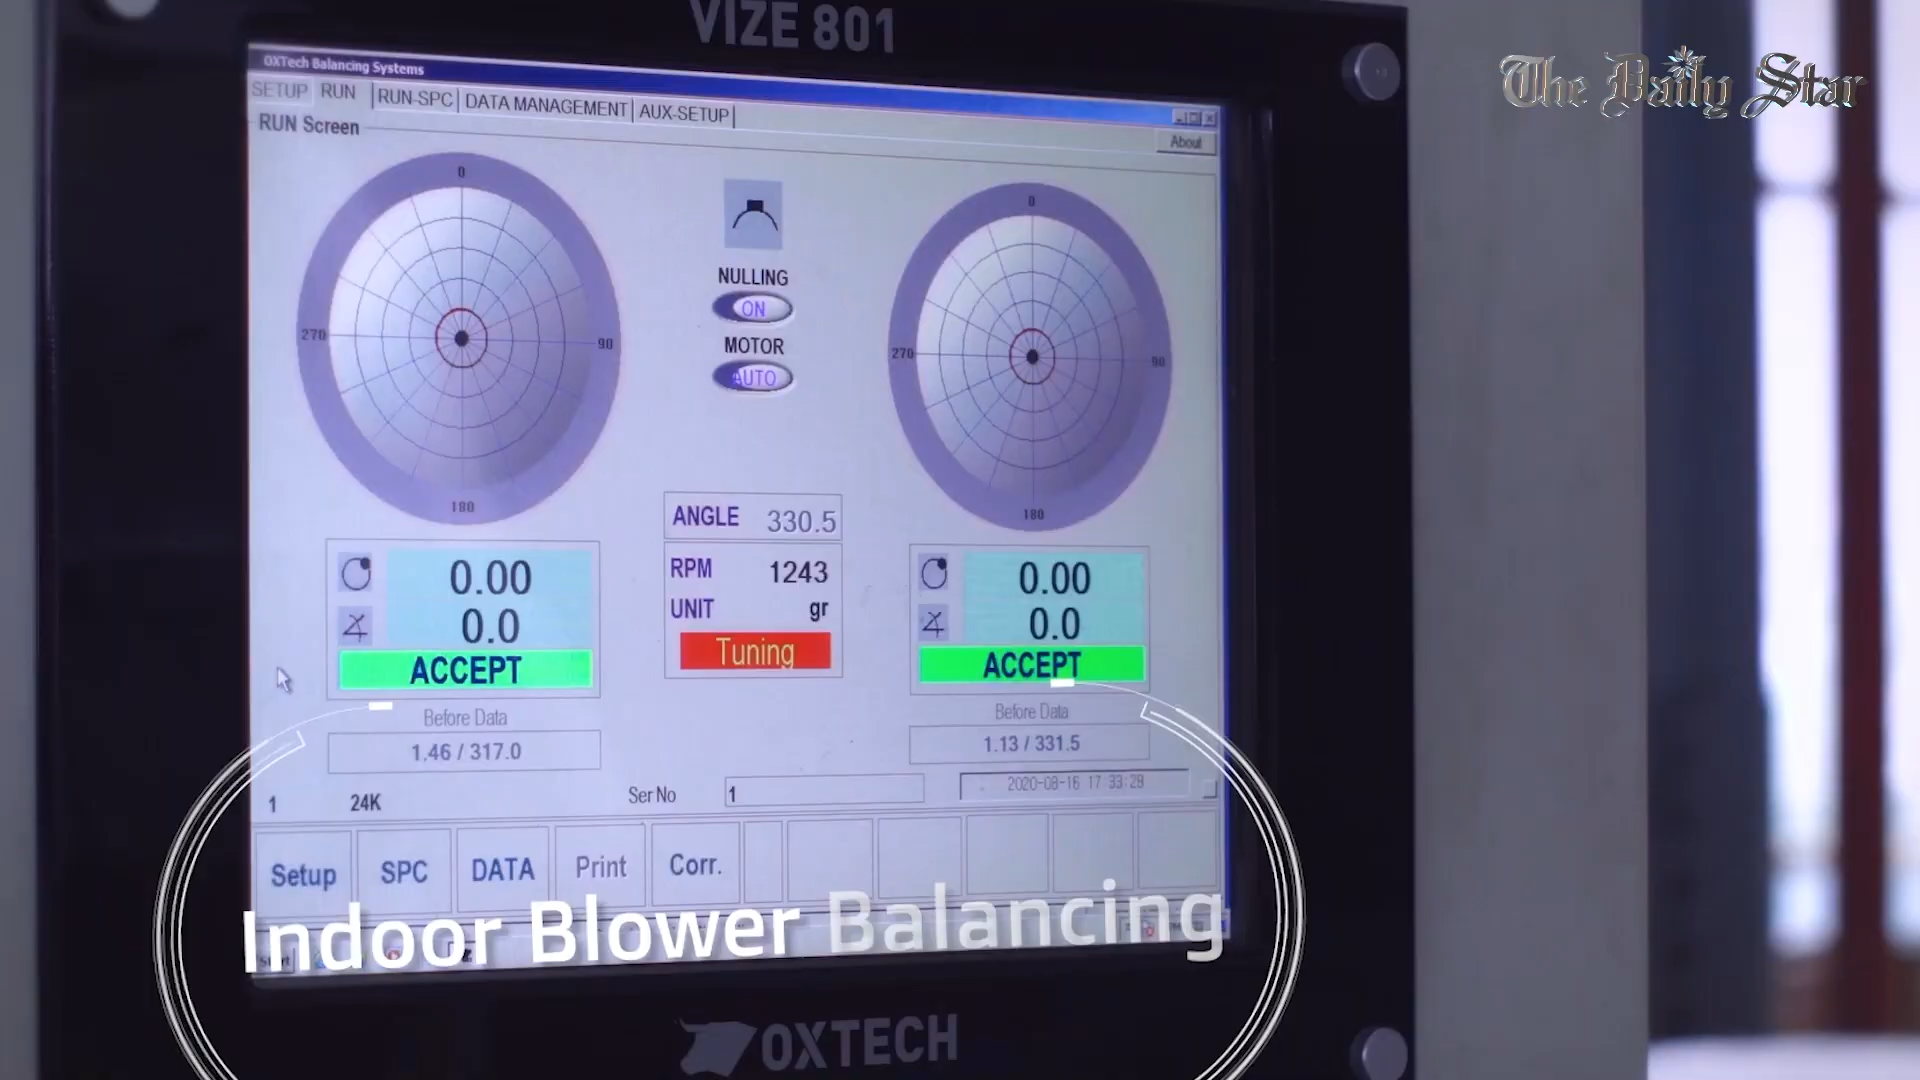 VIZE 801
The Daily Star
OXTech Balancing Systems
SETUP RUN RUN-SPC DATA MANAGEMENT AUX-SETUP
About
RUN Screen
0
270
90
180
NULLING
ON
MOTOR
AUTO
0
270
90
180
ANGLE 330.5
RPM 1243
UNIT gr
Tuning
0.00
0.0
ACCEPT
Before Data
1.46 / 317.0
0.00
0.0
ACCEPT
Before Data
1.13 / 331.5
1 24K Ser No 1 2020-08-16 17:33:29
Setup SPC DATA Print Corr.
Indoor Blower Balancing
OXTECH